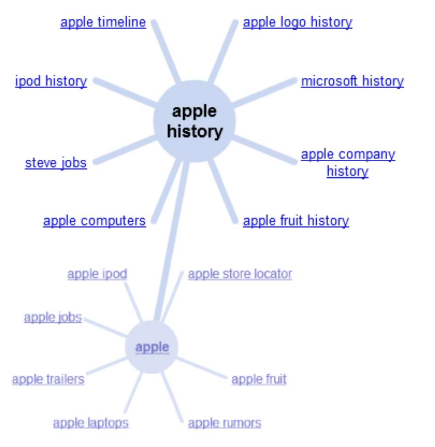 apple timeline
apple logo history
ipod history
microsoft history
apple
history
steve jobs
apple company
history
apple computers
apple fruit history
apple ipod
apple store locator
apple jobs
apple
apple trailers
apple fruit
apple laptops
apple rumors